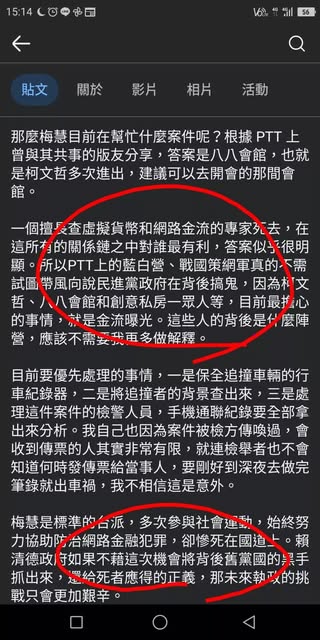 15:14
56
貼文 關於 影片 相片 活動
那麼梅慧目前在幫忙什麼案件呢？根據 PTT 上
曾與其共事的版友分享，答案是八八會館，也就
是柯文哲多次進出，建議可以去開會的那間會
館。
一個擅長查虛擬貨幣和網路金流的專家死去，在
這所有的關係鏈之中對誰最有利，答案似乎很明
顯。所以PTT上的藍白營、戰國策網軍真的不需
試圖帶風向說民進黨政府在背後搞鬼，因為柯文
哲、八八會館和創意私房一眾人等，目前最擔心
的事情，就是金流曝光。這些人的背後是什麼陣
營，應該不需要我更多做解釋。
目前要優先處理的事情，一是保全追撞車輛的行
車紀錄器，二是將追撞者的背景查出來，三是處
理這件案件的檢警人員，手機通聯紀錄要全部拿
出來分析。我自己也因為案件被檢方傳喚過，會
收到傳票的人其實非常有限，就連檢舉者也不會
知道何時發傳票給當事人，要剛好到深夜去做完
筆錄就出車禍，我不相信這是意外。
梅慧是標準的台派，多次參與社會運動，始終努
力協助防治網路金融犯罪，卻慘死在國道上。賴
清德政府如果不藉這次機會將背後舊黨國的黑手
抓出來，還給死者應得的正義，那未來執政的挑
戰只會更加艱辛。